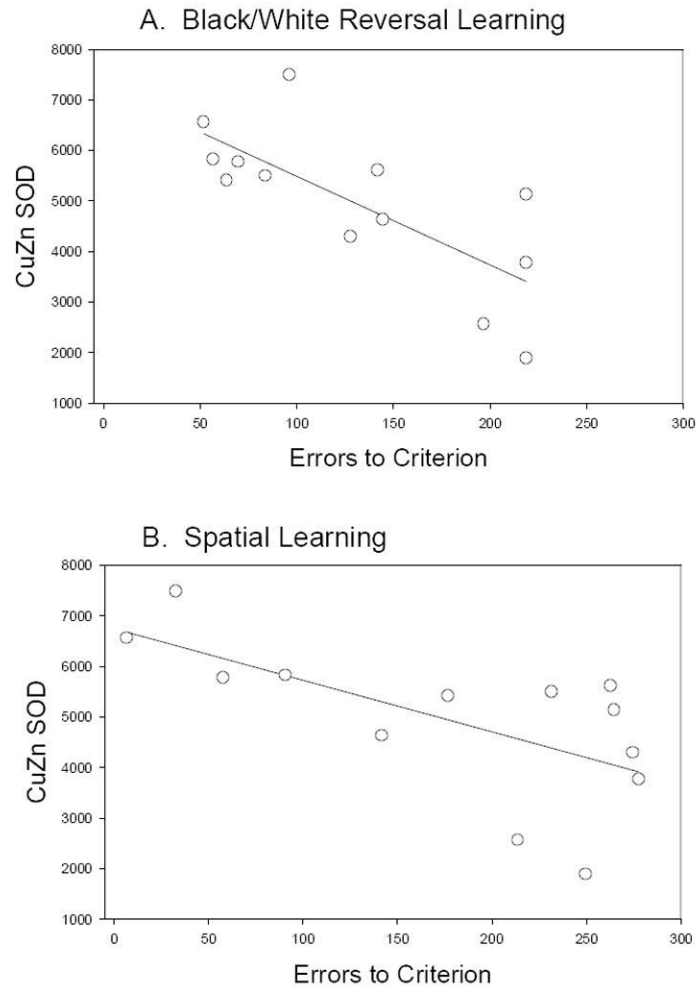 A. Black/White Reversal Learning
8000
7000
6000
5000
4000
3000
2000
1000
CuZn SOD
0 50 100 150 200 250 300
Errors to Criterion
B. Spatial Learning
8000
7000
6000
5000
4000
3000
2000
1000
CuZn SOD
0 50 100 150 200 250 300
Errors to Criterion